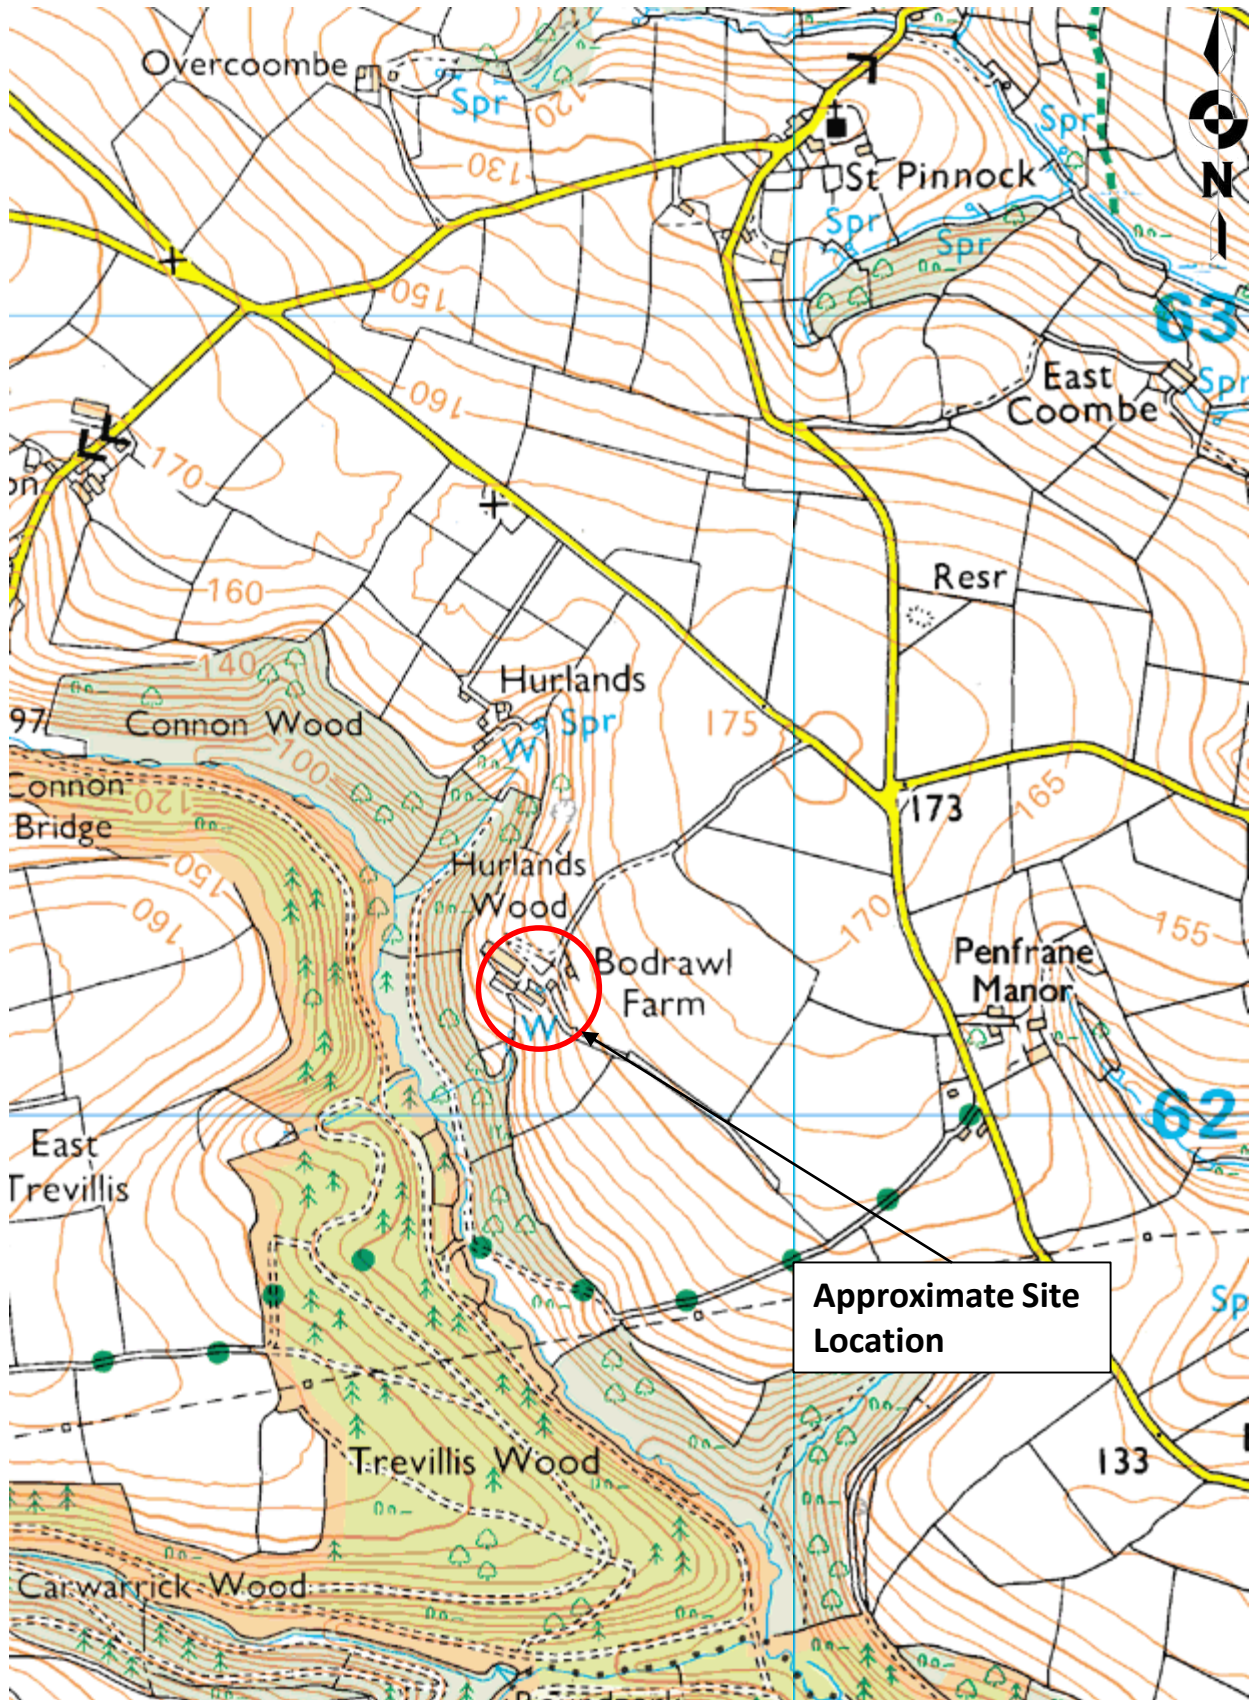 Overcoombe
Spr
120
130
Spr
N
St Pinnock
Spr
Spr
150
63
East
Coombe
Spr
160
170
on
Resr
160
140
Hurlands
Spr
W
175
97
Connon Wood
100
Connon
Bridge
120
165
173
150
160
Hurlands
Wood
170
155
Bodrawl
Farm
Penfrane
Manor
W
62
East
Trevillis
Approximate Site
Location
Sp
Trevillis Wood
133
Carwarrick Wood